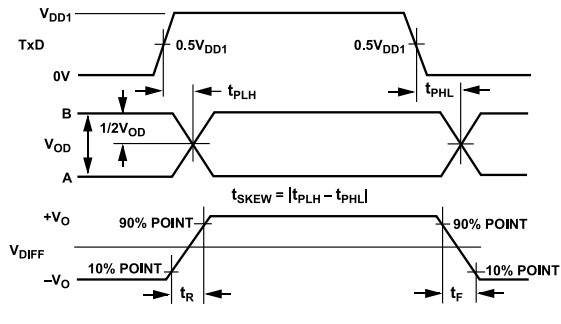 VDD1
TxD
0.5VDD1
0.5VDD1
0V
tPLH
tPHL
B
1/2VOD
VOD
A
tSKEW = |tPLH – tPHL|
+VO
90% POINT
90% POINT
VDIFF
10% POINT
10% POINT
–VO
tR
tF